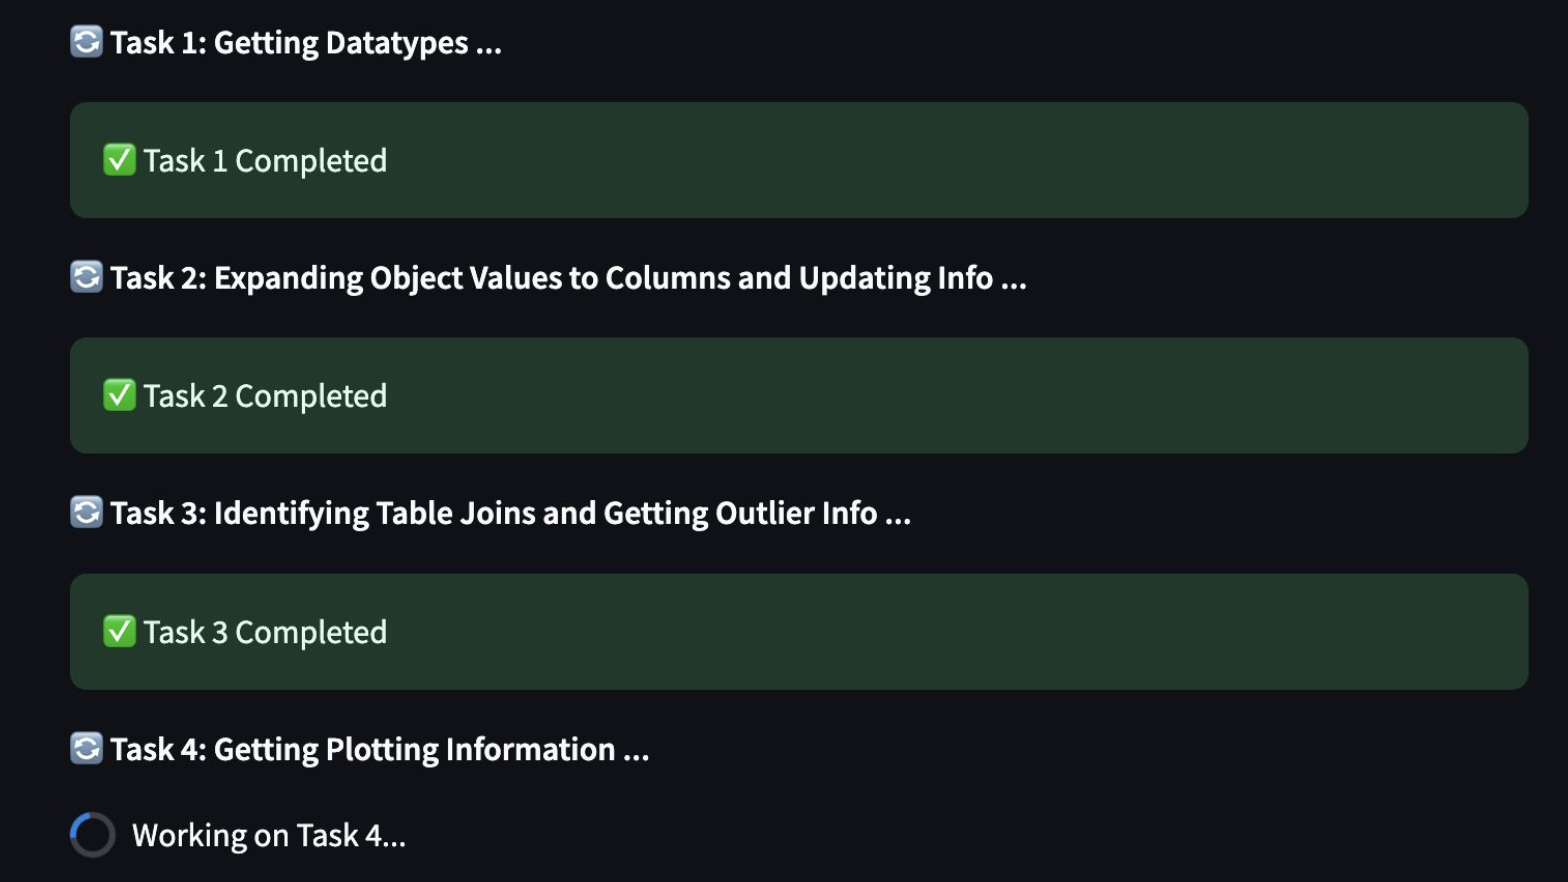 Task 1: Getting Datatypes ...
Task 1 Completed
Task 2: Expanding Object Values to Columns and Updating Info ...
Task 2 Completed
Task 3: Identifying Table Joins and Getting Outlier Info ...
Task 3 Completed
Task 4: Getting Plotting Information ...
Working on Task 4...